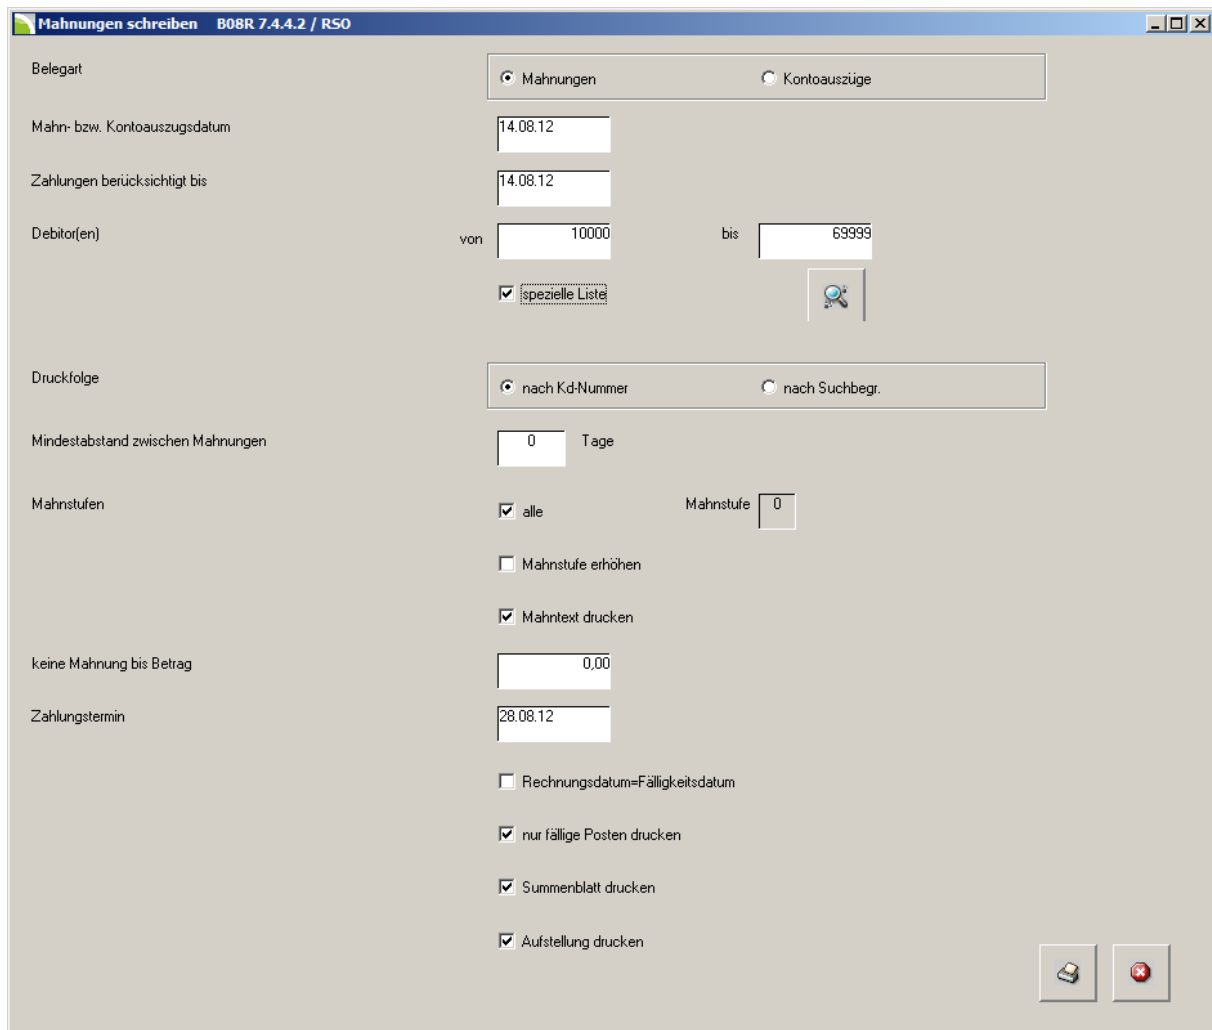 Mahnungen schreiben B08R 7.4.4.2 / RSO
Belegart Mahnungen Kontoauszüge
Mahn- bzw. Kontoauszugsdatum 14.08.12
Zahlungen berücksichtigt bis 14.08.12
Debitor(en) von 10000 bis 69999
spezielle Liste
Druckfolge nach Kd-Nummer nach Suchbegr.
Mindestabstand zwischen Mahnungen 0 Tage
Mahnstufen alle Mahnstufe 0
Mahnstufe erhöhen
Mahntext drucken
keine Mahnung bis Betrag 0,00
Zahlungstermin 28.08.12
Rechnungsdatum=Fälligkeitsdatum
nur fällige Posten drucken
Summenblatt drucken
Aufstellung drucken